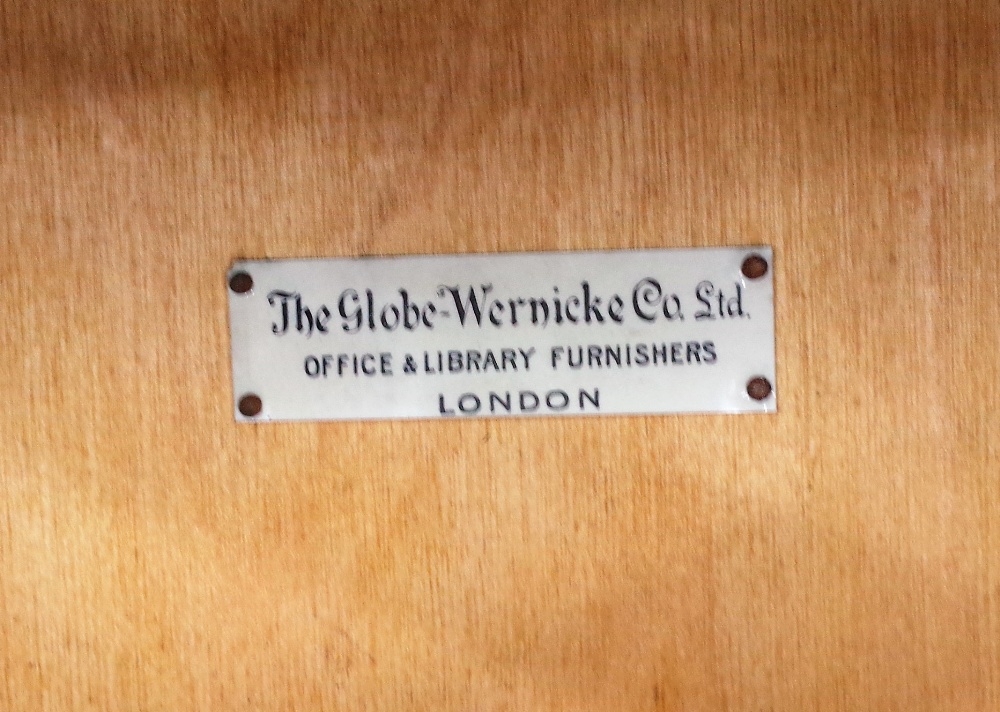 The Globe-Wernicke Co. Ltd.
OFFICE & LIBRARY FURNISHERS
LONDON